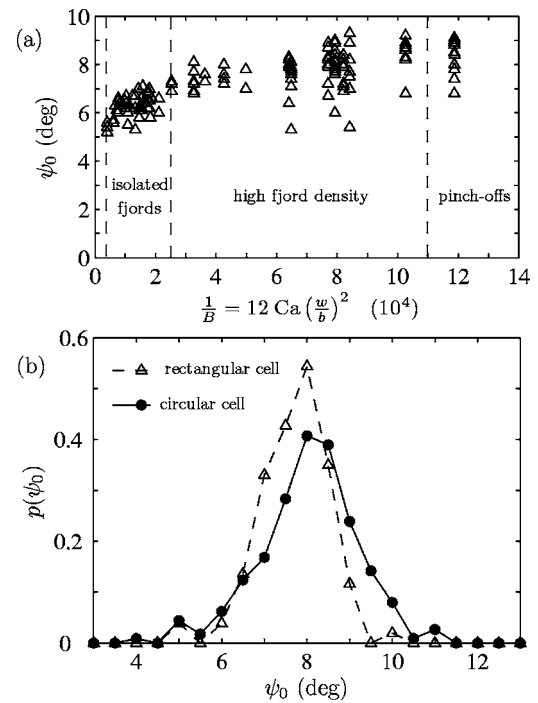 (a)
10
8
6
4
2
0
ψ₀ (deg)
isolated
fjords
high fjord density
pinch-offs
0 2 4 6 8 10 12 14
1/B = 12 Ca (w/b)² (10⁴)
(b)
0.6
0.4
0.2
0
p(ψ₀)
rectangular cell
circular cell
4 6 8 10 12
ψ₀ (deg)